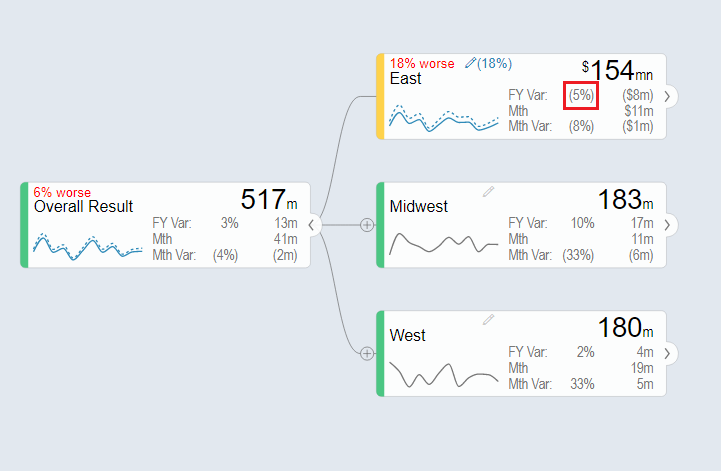 18% worse (18%)
East
$154mn
FY Var: (5%) ($8m)
Mth $11m
Mth Var: (8%) ($1m)
6% worse
Overall Result
517m
FY Var: 3% 13m
Mth 41m
Mth Var: (4%) (2m)
Midwest
183m
FY Var: 10% 17m
Mth 11m
Mth Var: (33%) (6m)
West
180m
FY Var: 2% 4m
Mth 19m
Mth Var: 33% 5m